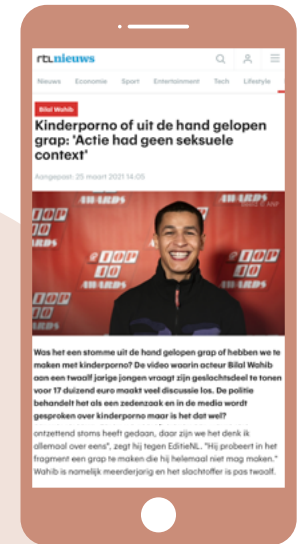 rtlnieuws
Nieuws Economie Sport Entertainment Tech Lifestyle
Bilal Wahib
Kinderporno of uit de hand gelopen
grap: 'Actie had geen seksuele
context'
Aangepast: 25 maart 2021 14:05
AWARDS
TOP
40
AWARDS
Was het een stomme uit de hand gelopen grap of hebben we te
maken met kinderporno? De video waarin acteur Bilal Wahib
aan een twaalf jarige jongen vraagt zijn geslachtsdeel te tonen
voor 17 duizend euro maakt veel discussie los. De politie
behandelt het als een zedenzaak en in de media wordt
gesproken over kinderporno maar is het dat wel?
ontzettend stoms heeft gedaan, daar zijn we het denk ik
allemaal over eens", zegt hij tegen EditieNL. "Hij probeert in het
fragment een grap te maken die hij helemaal niet mag maken."
Wahib is namelijk meerderjarig en het slachtoffer is pas twaalf.